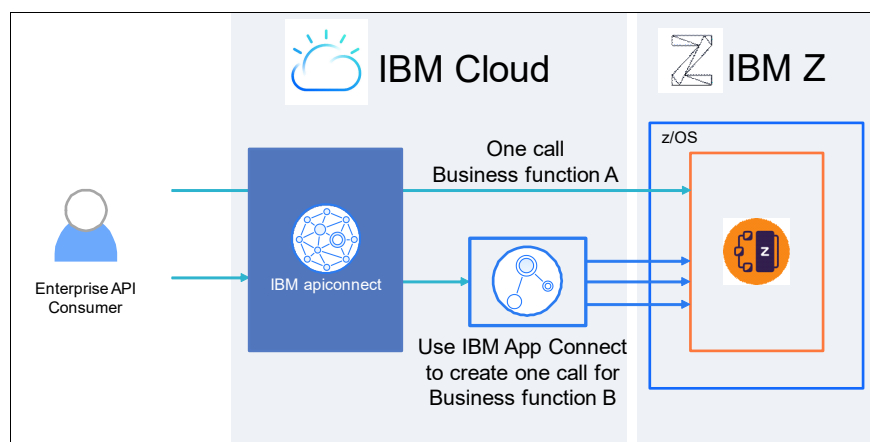 IBM Cloud
IBM Z
z/OS
One call
Business function A
Z
IBM apiconnect
Enterprise API
Consumer
Use IBM App Connect
to create one call for
Business function B